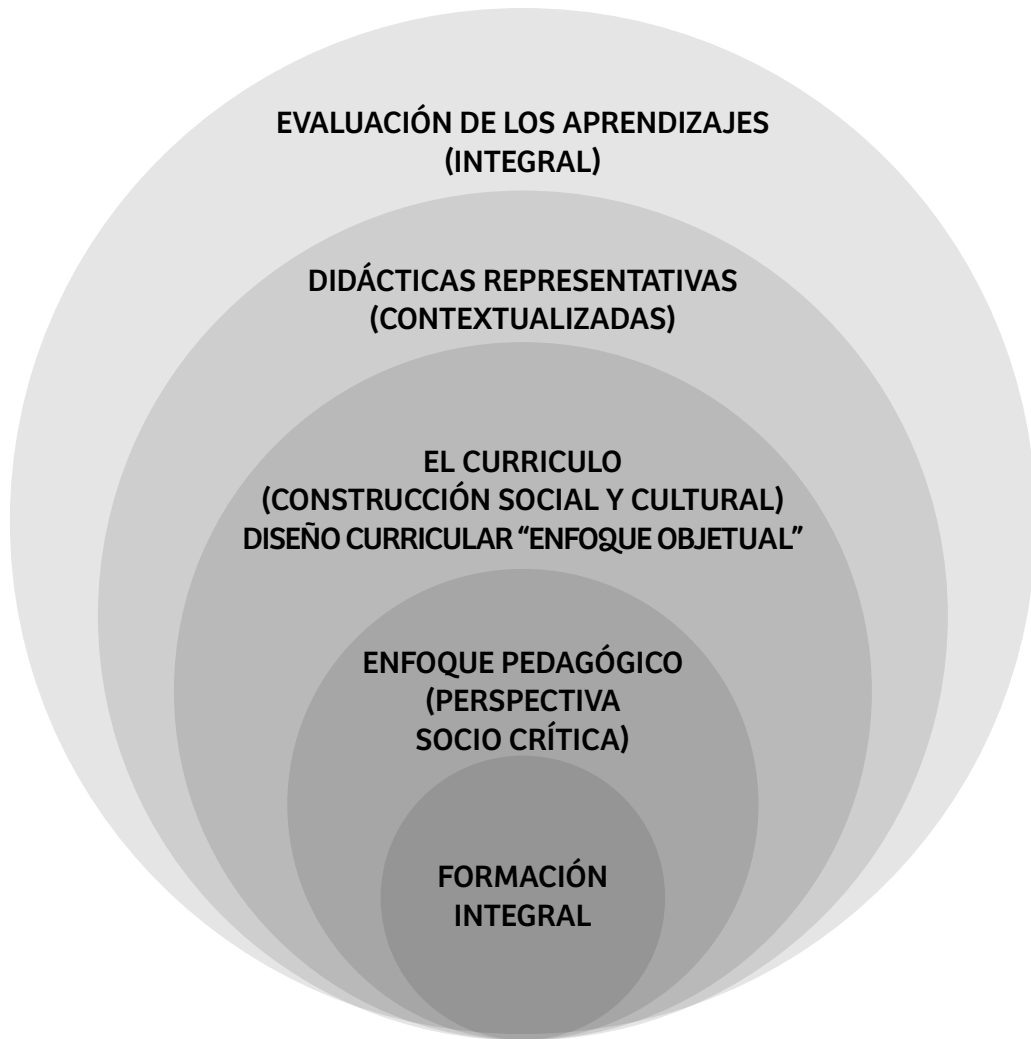 EVALUACIÓN DE LOS APRENDIZAJES
(INTEGRAL)
DIDÁCTICAS REPRESENTATIVAS
(CONTEXTUALIZADAS)
EL CURRICULO
(CONSTRUCCIÓN SOCIAL Y CULTURAL)
DISEÑO CURRICULAR “ENFOQUE OBJETUAL”
ENFOQUE PEDAGÓGICO
(PERSPECTIVA
SOCIO CRÍTICA)
FORMACIÓN
INTEGRAL